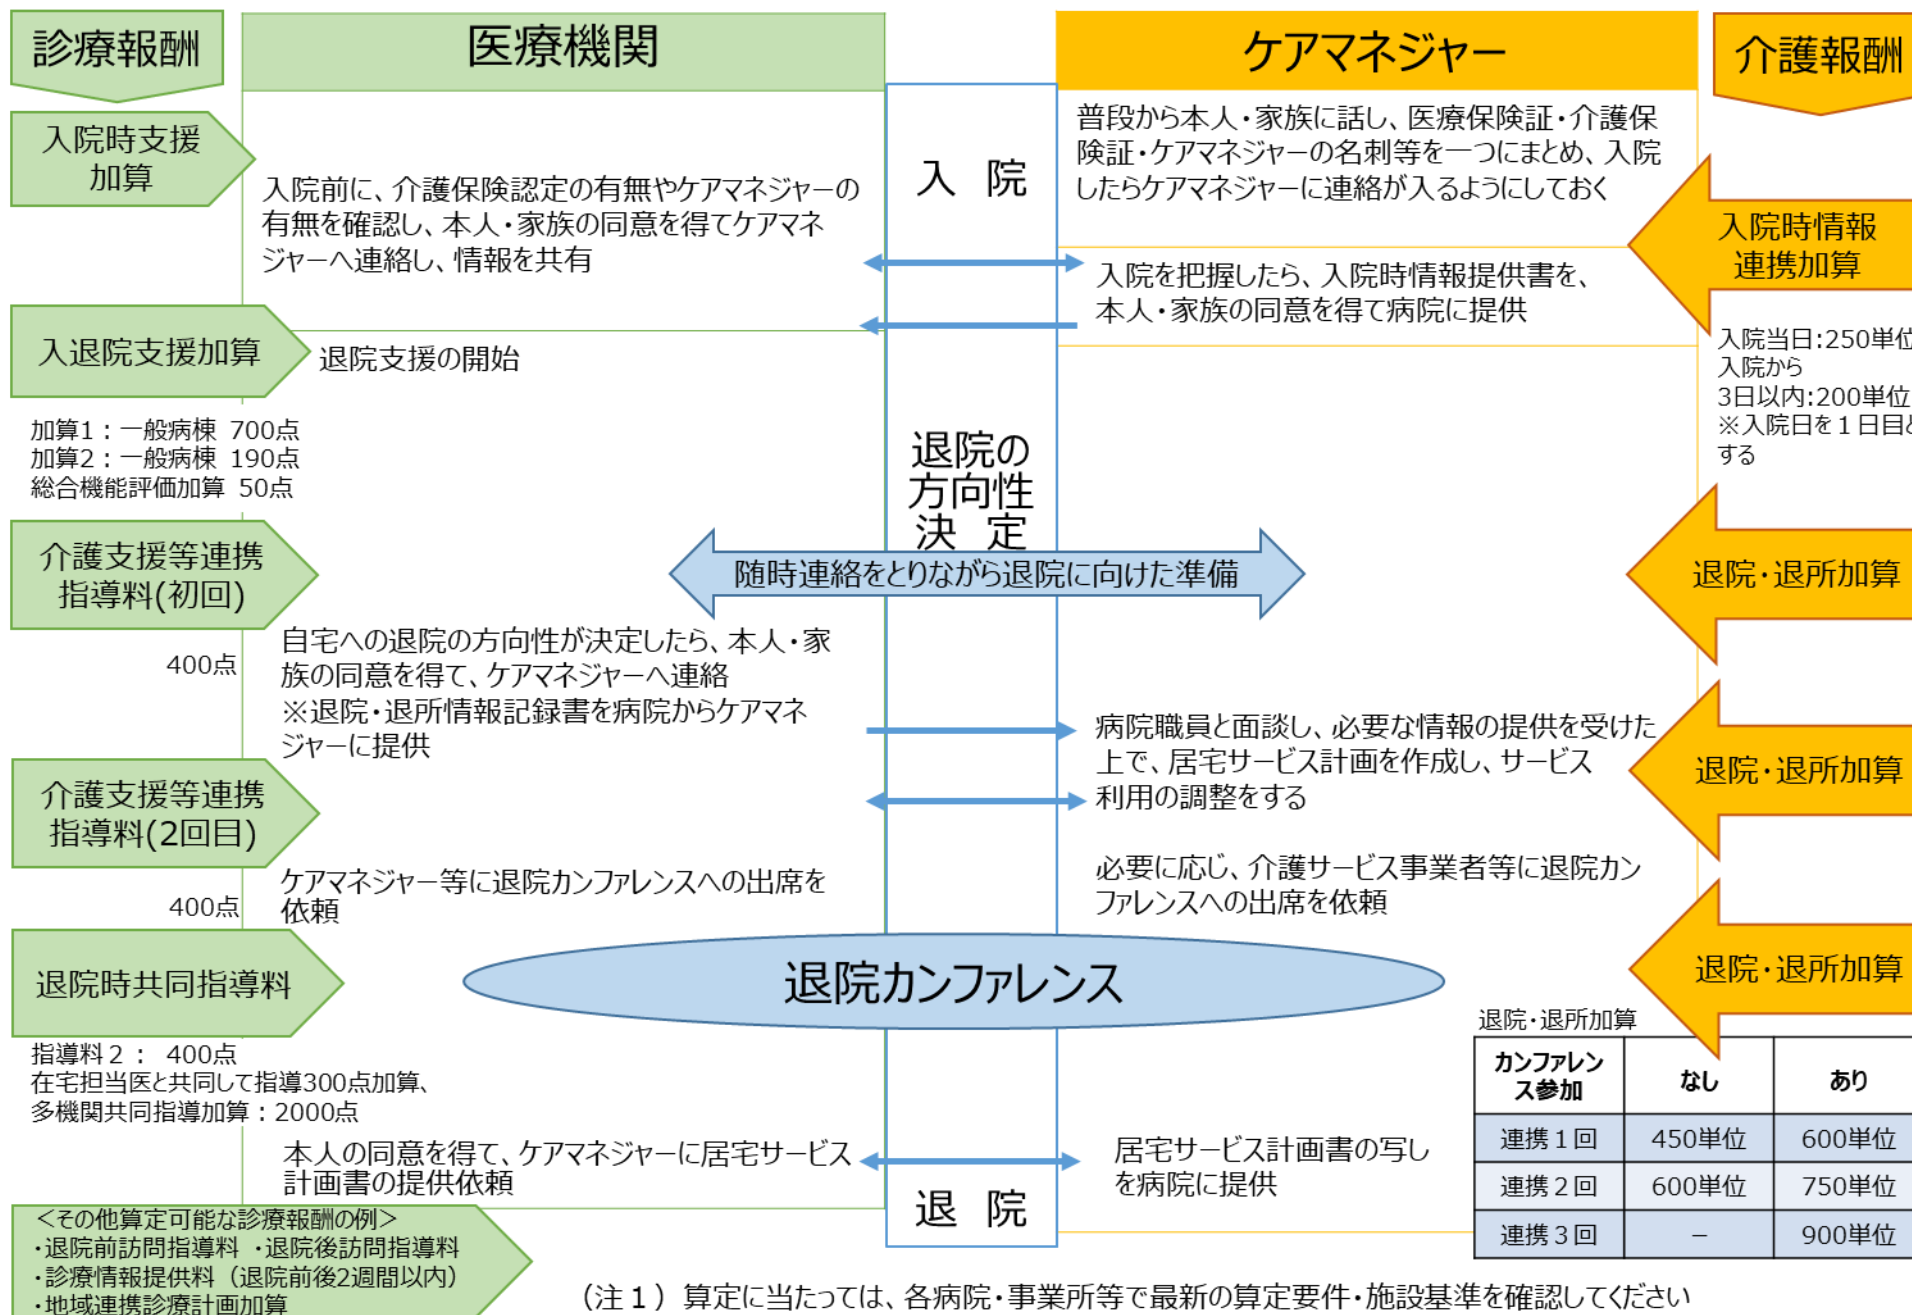 診療報酬
医療機関
ケアマネジャー
介護報酬
入院時支援
加算
入院前に、介護保険認定の有無やケアマネジャーの
有無を確認し、本人・家族の同意を得てケアマネ
ジャーへ連絡し、情報を共有
入 院
普段から本人・家族に話し、医療保険証・介護保
険証・ケアマネジャーの名刺等を一つにまとめ、入院
したらケアマネジャーに連絡が入るようにしておく
入院を把握したら、入院時情報提供書を、
本人・家族の同意を得て病院に提供
入院時情報
連携加算
入院当日:250単位
入院から
3日以内:200単位
※入院日を1日目と
する
入退院支援加算
退院支援の開始
加算1：一般病棟 700点
加算2：一般病棟 190点
総合機能評価加算 50点
退院の
方向性
決 定
介護支援等連携
指導料(初回)
400点
随時連絡をとりながら退院に向けた準備
退院・退所加算
自宅への退院の方向性が決定したら、本人・家
族の同意を得て、ケアマネジャーへ連絡
※退院・退所情報記録書を病院からケアマネ
ジャーに提供
病院職員と面談し、必要な情報の提供を受けた
上で、居宅サービス計画を作成し、サービス
利用の調整をする
退院・退所加算
介護支援等連携
指導料(2回目)
400点
ケアマネジャー等に退院カンファレンスへの出席を
依頼
必要に応じ、介護サービス事業者等に退院カン
ファレンスへの出席を依頼
退院時共同指導料
退院カンファレンス
退院・退所加算
指導料２： 400点
在宅担当医と共同して指導300点加算、
多機関共同指導加算：2000点
退院・退所加算
カンファレン
ス参加
なし
あり
連携１回 450単位 600単位
連携２回 600単位 750単位
連携３回 － 900単位
本人の同意を得て、ケアマネジャーに居宅サービス
計画書の提供依頼
居宅サービス計画書の写し
を病院に提供
退 院
＜その他算定可能な診療報酬の例＞
・退院前訪問指導料 ・退院後訪問指導料
・診療情報提供料（退院前後2週間以内）
・地域連携診療計画加算
（注１）算定に当たっては、各病院・事業所等で最新の算定要件・施設基準を確認してください